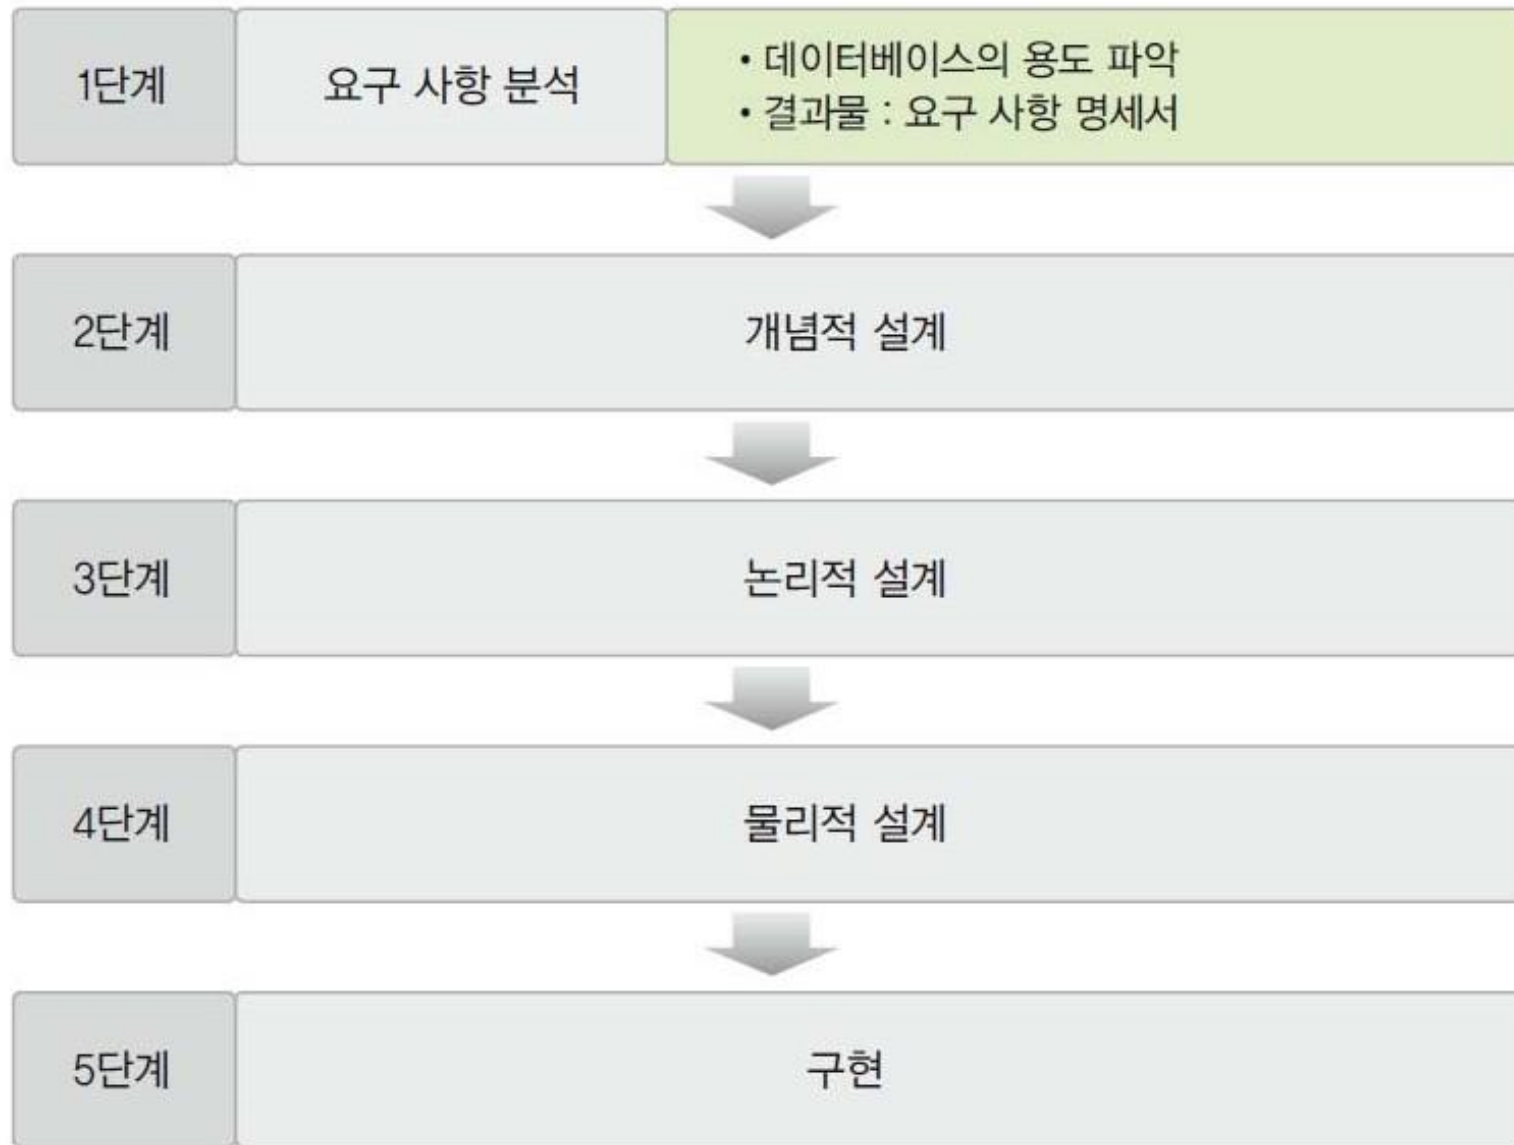 1단계
요구 사항 분석
• 데이터베이스의 용도 파악
• 결과물 : 요구 사항 명세서
2단계
개념적 설계
3단계
논리적 설계
4단계
물리적 설계
5단계
구현